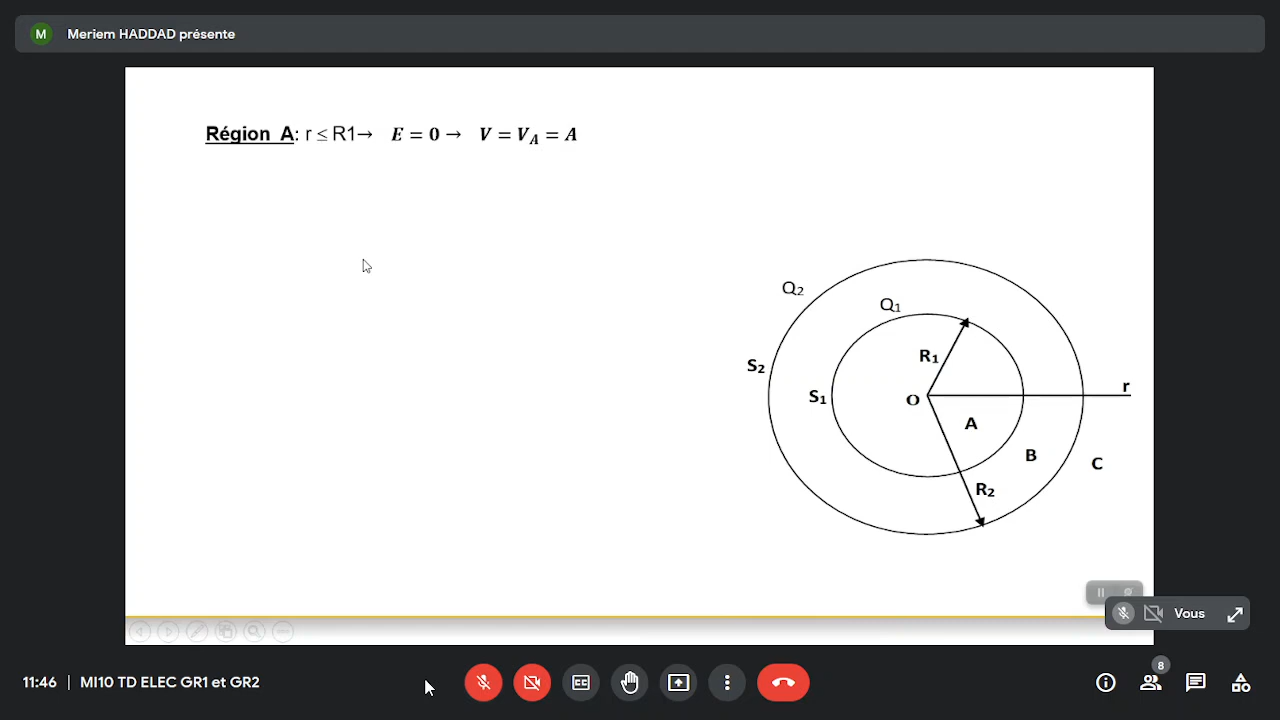 M Meriem HADDAD présente
Région A: r ≤ R1→ E = 0 → V = V_A = A
Q₂
Q₁
R₁
S₂
r
S₁
O
A
B
C
R₂
Vous
11:46 | MI10 TD ELEC GR1 et GR2
CC
8